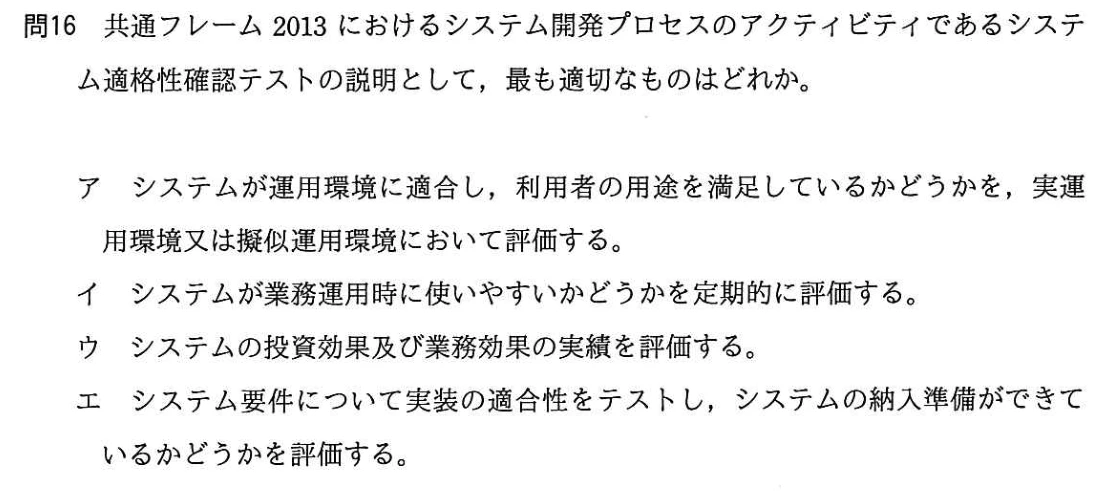 問16 共通フレーム 2013 におけるシステム開発プロセスのアクティビティであるシステ
ム適格性確認テストの説明として，最も適切なものはどれか。
ア システムが運用環境に適合し，利用者の用途を満足しているかどうかを，実運
用環境又は擬似運用環境において評価する。
イ システムが業務運用時に使いやすいかどうかを定期的に評価する。
ウ システムの投資効果及び業務効果の実績を評価する。
エ システム要件について実装の適合性をテストし，システムの納入準備ができて
いるかどうかを評価する。